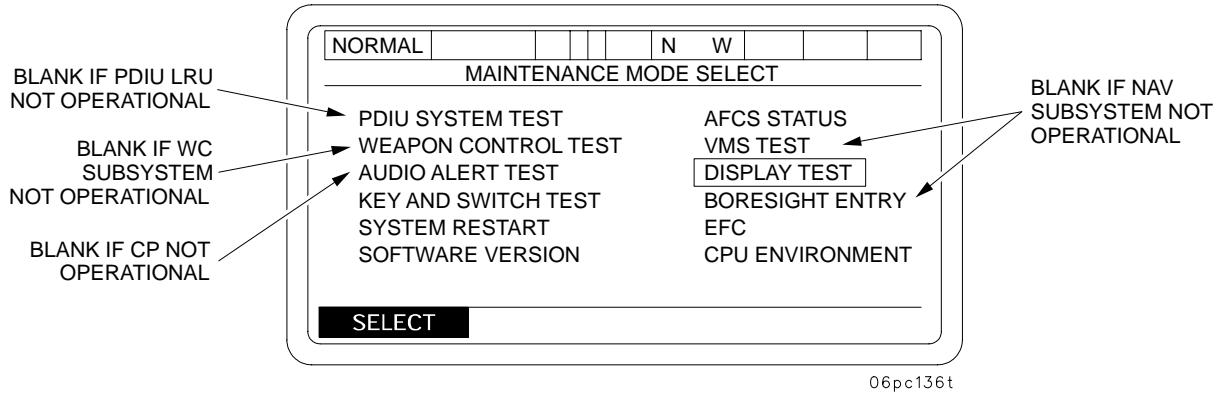 NORMAL N W
MAINTENANCE MODE SELECT
BLANK IF PDIU LRU
NOT OPERATIONAL
BLANK IF WC
SUBSYSTEM
NOT OPERATIONAL
BLANK IF CP NOT
OPERATIONAL
PDIU SYSTEM TEST
WEAPON CONTROL TEST
AUDIO ALERT TEST
KEY AND SWITCH TEST
SYSTEM RESTART
SOFTWARE VERSION
AFCS STATUS
VMS TEST
DISPLAY TEST
BORESIGHT ENTRY
EFC
CPU ENVIRONMENT
BLANK IF NAV
SUBSYSTEM NOT
OPERATIONAL
SELECT
06pc136t